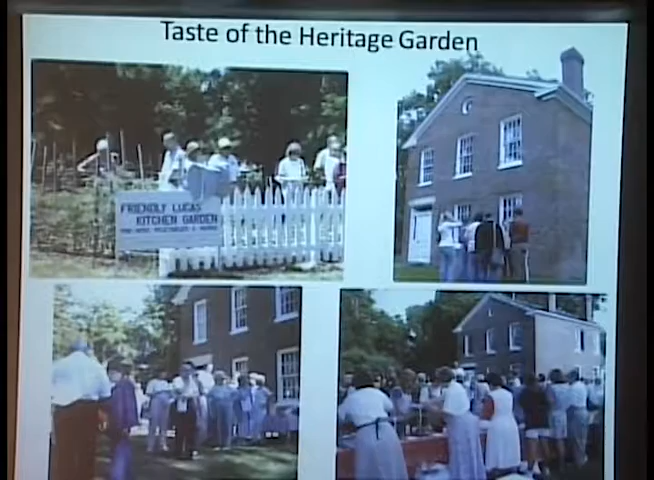 Taste of the Heritage Garden
FRIENDLY LUCAS
KITCHEN GARDEN